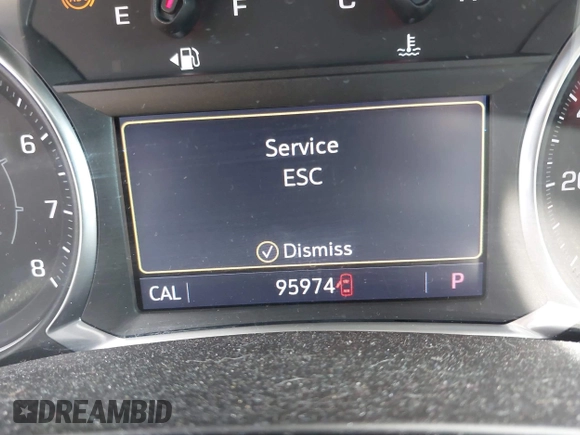 E F C
6
7
8
Service
ESC
Dismiss
CAL 95974 P
20
DREAMBID